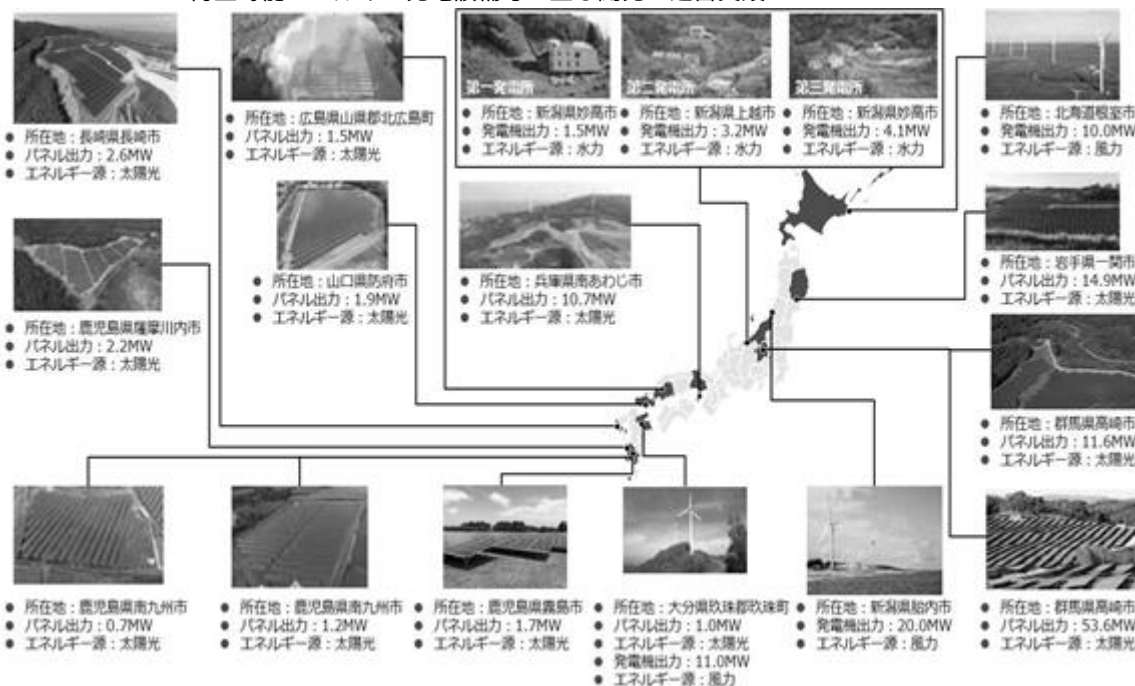 ● 所在地：長崎県長崎市
● パネル出力：2.6MW
● エネルギー源：太陽光
● 所在地：広島県山県郡北広島町
● パネル出力：1.5MW
● エネルギー源：太陽光
第一発電所
● 所在地：新潟県妙高市
● 発電機出力：1.5MW
● エネルギー源：水力
第二発電所
● 所在地：新潟県上越市
● 発電機出力：3.2MW
● エネルギー源：水力
第三発電所
● 所在地：新潟県妙高市
● 発電機出力：4.1MW
● エネルギー源：水力
● 所在地：北海道根室市
● 発電機出力：10.0MW
● エネルギー源：風力
● 所在地：鹿児島県薩摩川内市
● パネル出力：2.2MW
● エネルギー源：太陽光
● 所在地：山口県防府市
● パネル出力：1.9MW
● エネルギー源：太陽光
● 所在地：兵庫県南あわじ市
● パネル出力：10.7MW
● エネルギー源：太陽光
● 所在地：岩手県一関市
● パネル出力：14.9MW
● エネルギー源：太陽光
● 所在地：群馬県高崎市
● パネル出力：11.6MW
● エネルギー源：太陽光
● 所在地：鹿児島県南九州市
● パネル出力：0.7MW
● エネルギー源：太陽光
● 所在地：鹿児島県南九州市
● パネル出力：1.2MW
● エネルギー源：太陽光
● 所在地：鹿児島県霧島市
● パネル出力：1.7MW
● エネルギー源：太陽光
● 所在地：大分県玖珠郡玖珠町
● パネル出力：1.0MW
● エネルギー源：太陽光
● 発電機出力：11.0MW
● エネルギー源：風力
● 所在地：新潟県胎内市
● 発電機出力：20.0MW
● エネルギー源：風力
● 所在地：群馬県高崎市
● パネル出力：53.6MW
● エネルギー源：太陽光